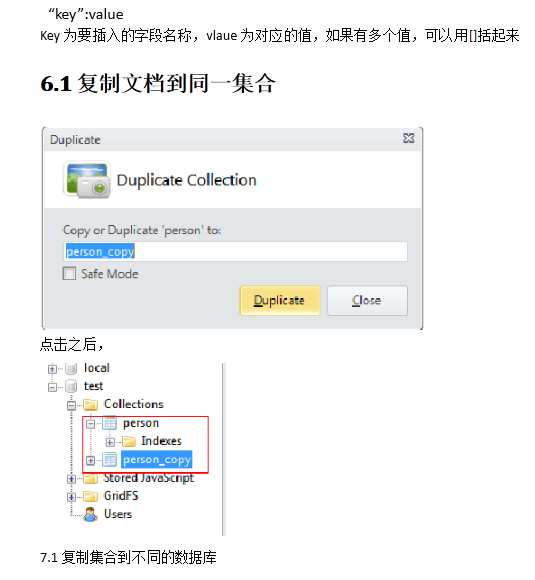 “key”:value
Key 为要插入的字段名称，vlaue 为对应的值，如果有多个值，可以用[]括起来
6.1 复制文档到同一集合
Duplicate
Duplicate Collection
Copy or Duplicate 'person' to:
person_copy
Safe Mode
Duplicate
Close
点击之后，
local
test
Collections
person
Indexes
person_copy
Stored JavaScript
GridFS
Users
7.1 复制集合到不同的数据库